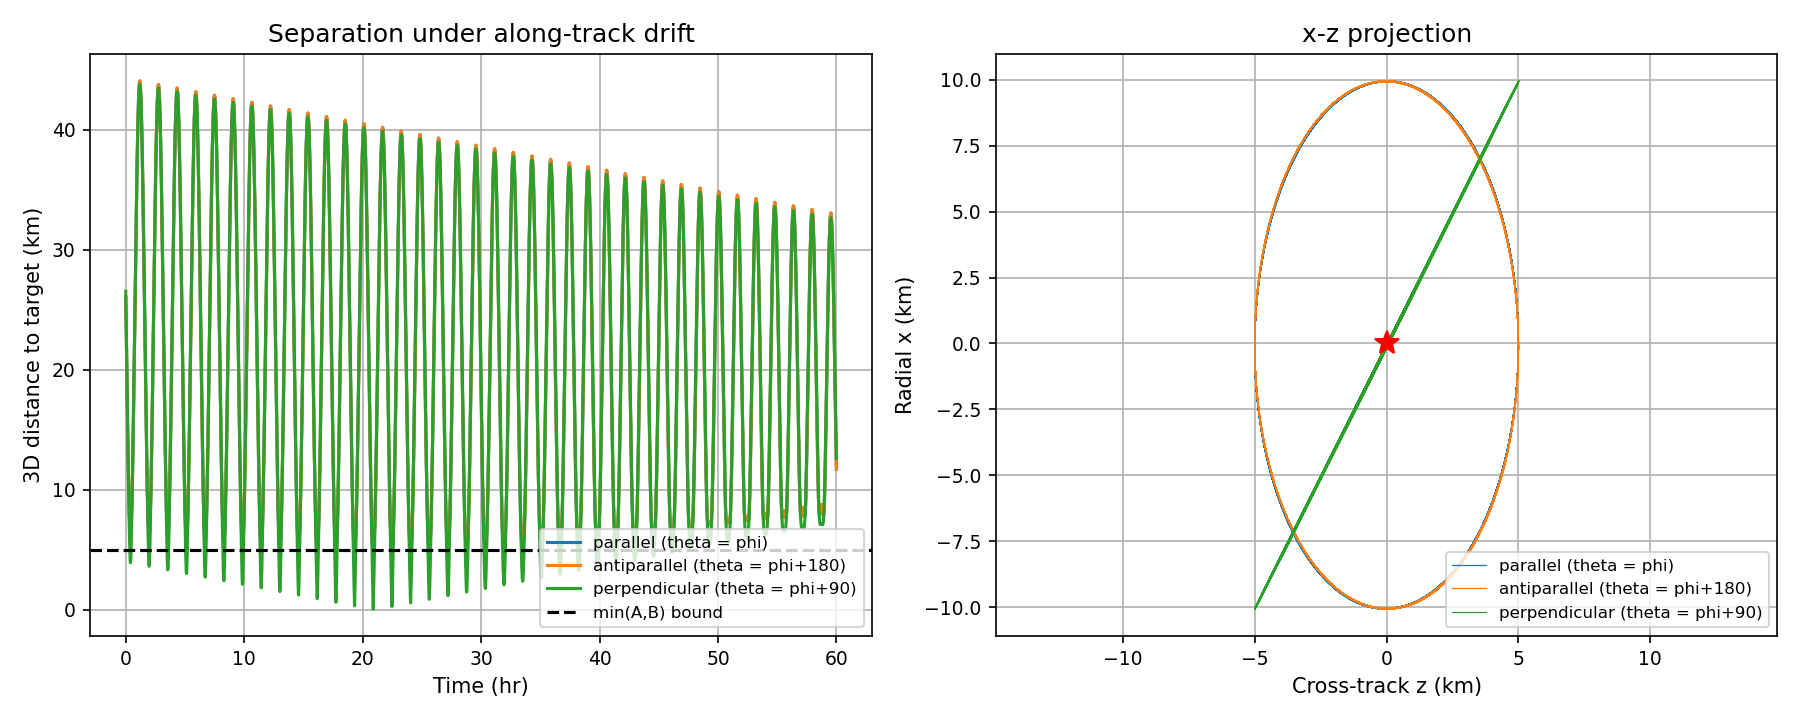 Separation under along-track drift
3D distance to target (km)
40
30
20
10
0
parallel (theta = phi)
antiparallel (theta = phi+180)
perpendicular (theta = phi+90)
min(A,B) bound
0
10
20
30
40
50
60
Time (hr)
x-z projection
Radial x (km)
10.0
7.5
5.0
2.5
0.0
−2.5
−5.0
−7.5
−10.0
parallel (theta = phi)
antiparallel (theta = phi+180)
perpendicular (theta = phi+90)
−10
−5
0
5
10
Cross-track z (km)